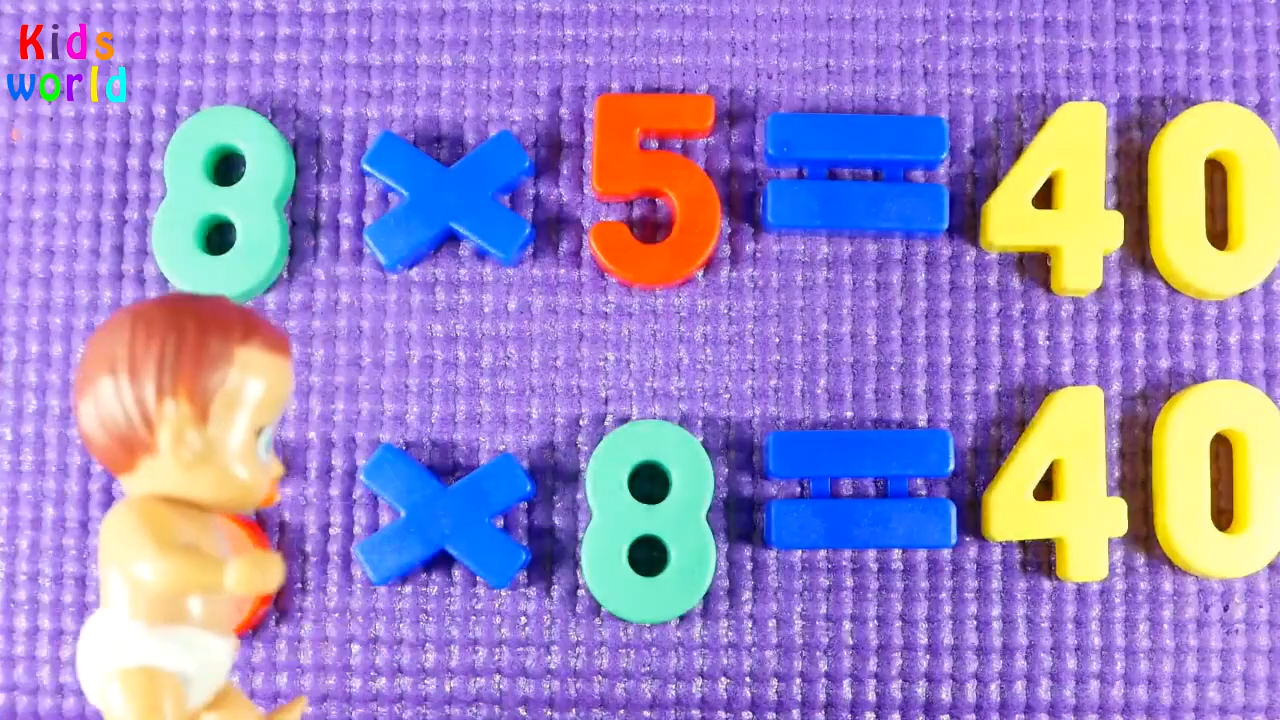 Kids
world
8 × 5 = 40
× 8 = 40